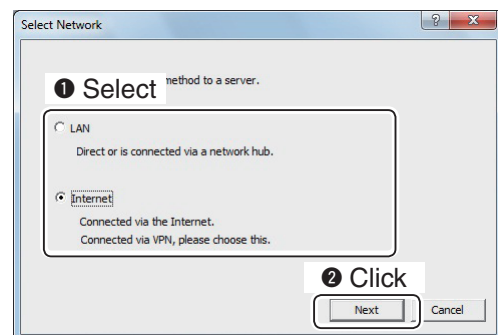 Select Network
method to a server.
❶ Select
LAN
Direct or is connected via a network hub.
Internet
Connected via the Internet.
Connected via VPN, please choose this.
❷ Click
Next Cancel